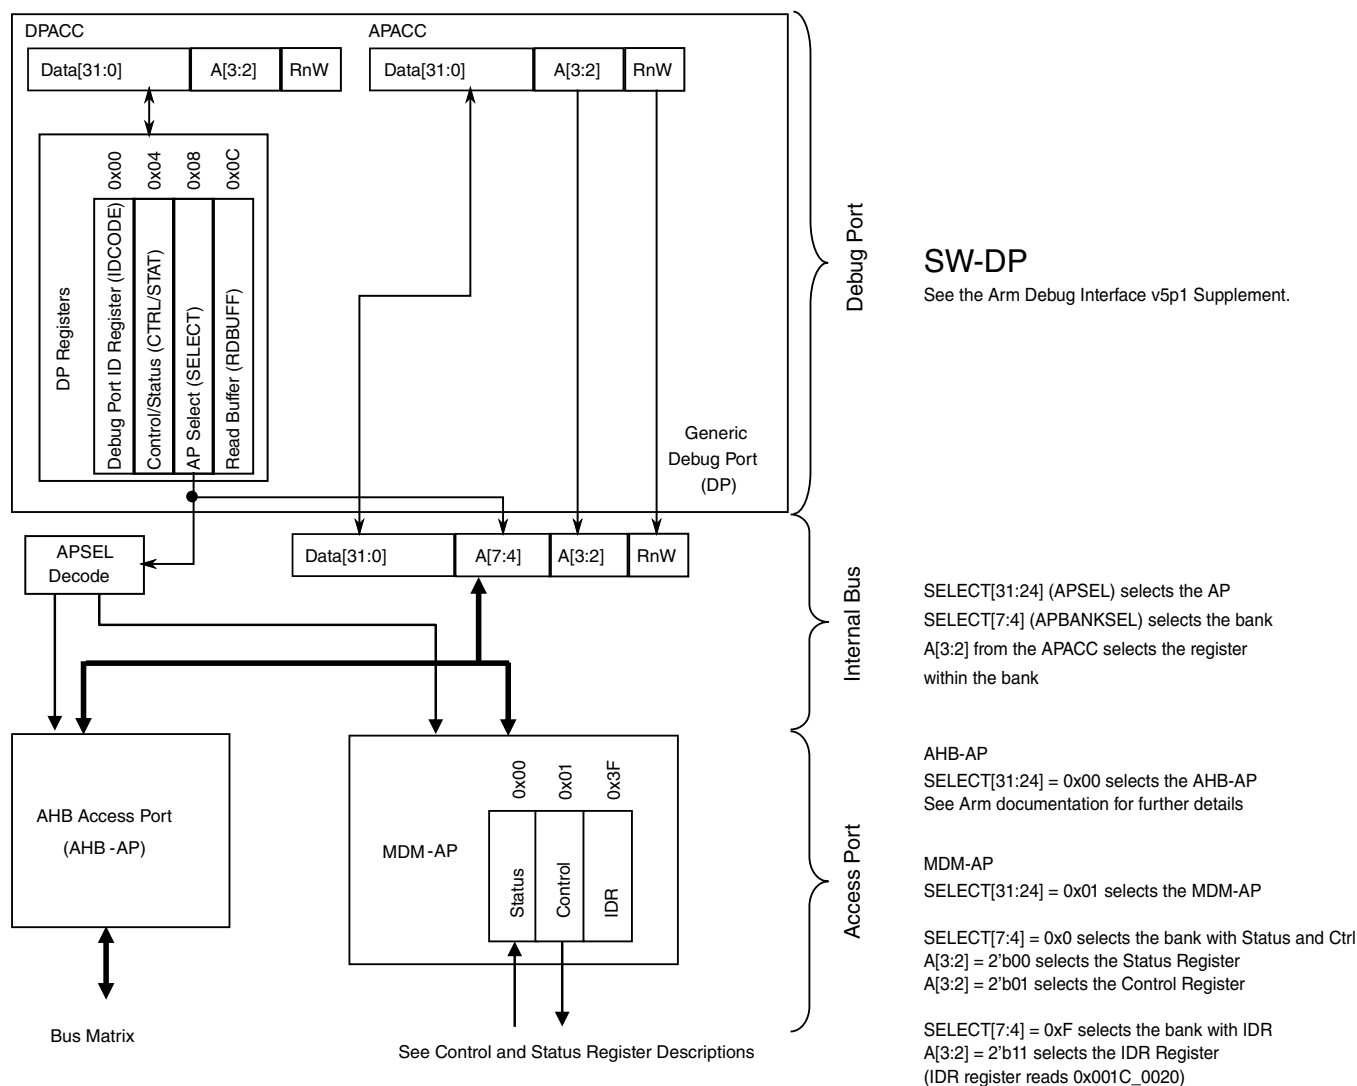 DPACC
APACC
Data[31:0] A[3:2] RnW
Data[31:0] A[3:2] RnW
DP Registers
0x00
0x04
0x08
0x0C
Debug Port ID Register (IDCODE)
Control/Status (CTRL/STAT)
AP Select (SELECT)
Read Buffer (RDBUFF)
Generic
Debug Port
(DP)
Debug Port
SW-DP
See the Arm Debug Interface v5p1 Supplement.
APSEL
Decode
Data[31:0] A[7:4] A[3:2] RnW
Internal Bus
SELECT[31:24] (APSEL) selects the AP
SELECT[7:4] (APBANKSEL) selects the bank
A[3:2] from the APACC selects the register
within the bank
AHB Access Port
(AHB -AP)
Bus Matrix
MDM-AP
0x00
0x01
0x3F
Status
Control
IDR
See Control and Status Register Descriptions
Access Port
AHB-AP
SELECT[31:24] = 0x00 selects the AHB-AP
See Arm documentation for further details
MDM-AP
SELECT[31:24] = 0x01 selects the MDM-AP
SELECT[7:4] = 0x0 selects the bank with Status and Ctrl
A[3:2] = 2'b00 selects the Status Register
A[3:2] = 2'b01 selects the Control Register
SELECT[7:4] = 0xF selects the bank with IDR
A[3:2] = 2'b11 selects the IDR Register
(IDR register reads 0x001C_0020)